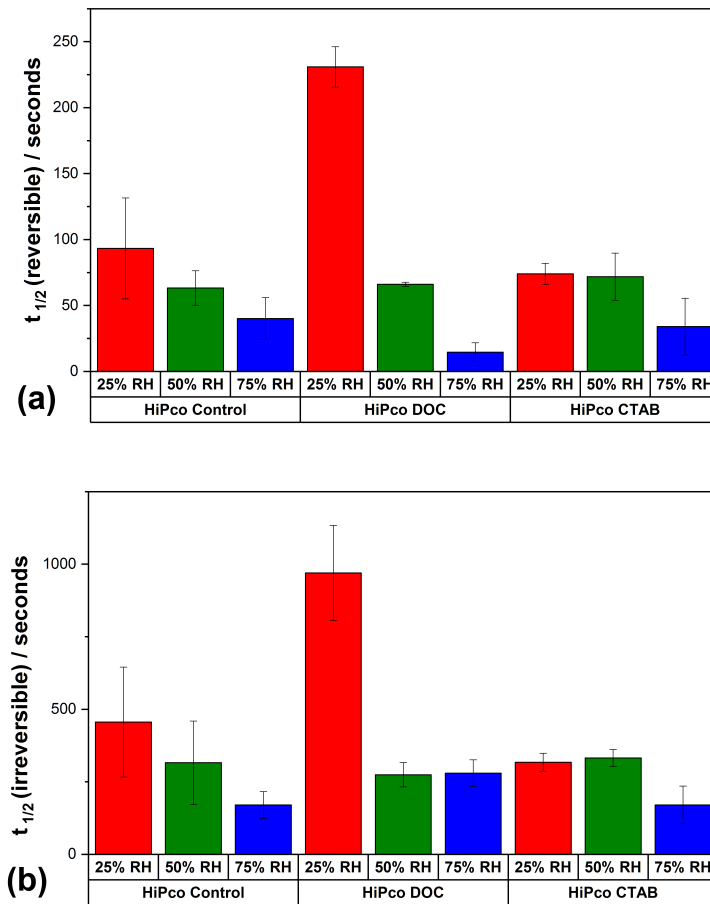 250
200
150
100
50
0
t 1/2 (reversible) / seconds
25% RH 50% RH 75% RH 25% RH 50% RH 75% RH 25% RH 50% RH 75% RH
HiPco Control HiPco DOC HiPco CTAB
(a)
1000
500
0
t 1/2 (irreversible) / seconds
25% RH 50% RH 75% RH 25% RH 50% RH 75% RH 25% RH 50% RH 75% RH
HiPco Control HiPco DOC HiPco CTAB
(b)